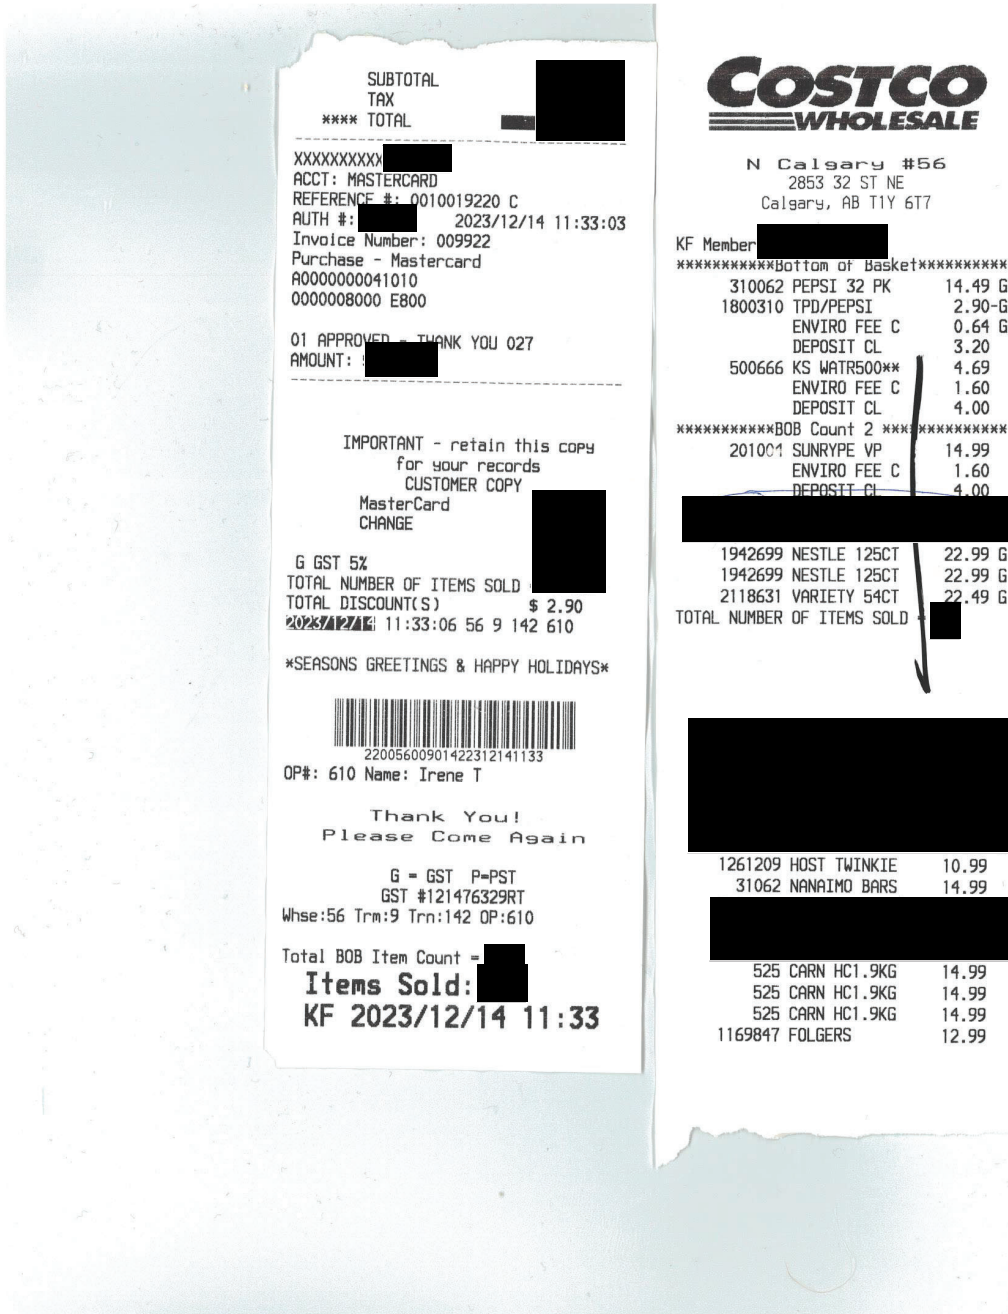 SUBTOTAL
TAX
**** TOTAL
XXXXXXXXXX
ACCT: MASTERCARD
REFERENCE #: 0010019220 C
AUTH #: 2023/12/14 11:33:03
Invoice Number: 009922
Purchase - Mastercard
A0000000041010
0000008000 E800
01 APPROVED - THANK YOU 027
AMOUNT:
IMPORTANT - retain this copy
for your records
CUSTOMER COPY
MasterCard
CHANGE
G GST 5%
TOTAL NUMBER OF ITEMS SOLD
TOTAL DISCOUNT(S) $ 2.90
2023/12/14 11:33:06 56 9 142 610
*SEASONS GREETINGS & HAPPY HOLIDAYS*
22005600901422312141133
OP#: 610 Name: Irene T
Thank You!
Please Come Again
G = GST P=PST
GST #121476329RT
Whse:56 Trm:9 Trn:142 OP:610
Total BOB Item Count =
Items Sold:
KF 2023/12/14 11:33
COSTCO
WHOLESALE
N Calgary #56
2853 32 ST NE
Calgary, AB T1Y 6T7
KF Member
***********Bottom of Basket**********
310062 PEPSI 32 PK 14.49 G
1800310 TPD/PEPSI 2.90-G
ENVIRO FEE C 0.64 G
DEPOSIT CL 3.20
500666 KS WATR500** 4.69
ENVIRO FEE C 1.60
DEPOSIT CL 4.00
***********BOB Count 2 **************
201001 SUNRYPE VP 14.99
ENVIRO FEE C 1.60
DEPOSIT CL 4.00
1942699 NESTLE 125CT 22.99 G
1942699 NESTLE 125CT 22.99 G
2118631 VARIETY 54CT 22.49 G
TOTAL NUMBER OF ITEMS SOLD =
1261209 HOST TWINKIE 10.99
31062 NANAIMO BARS 14.99
525 CARN HC1.9KG 14.99
525 CARN HC1.9KG 14.99
525 CARN HC1.9KG 14.99
1169847 FOLGERS 12.99